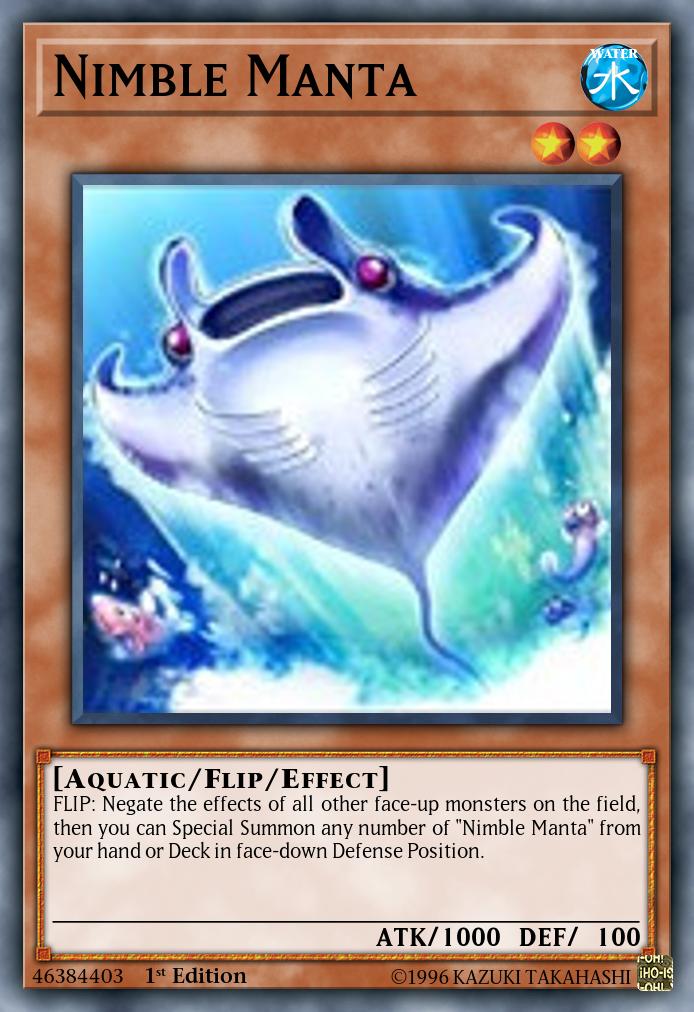 Nimble Manta
WATER
水
[Aquatic/Flip/Effect]
FLIP: Negate the effects of all other face-up monsters on the field,
then you can Special Summon any number of "Nimble Manta" from
your hand or Deck in face-down Defense Position.
ATK/1000 DEF/ 100
46384403 1st Edition ©1996 KAZUKI TAKAHASHI